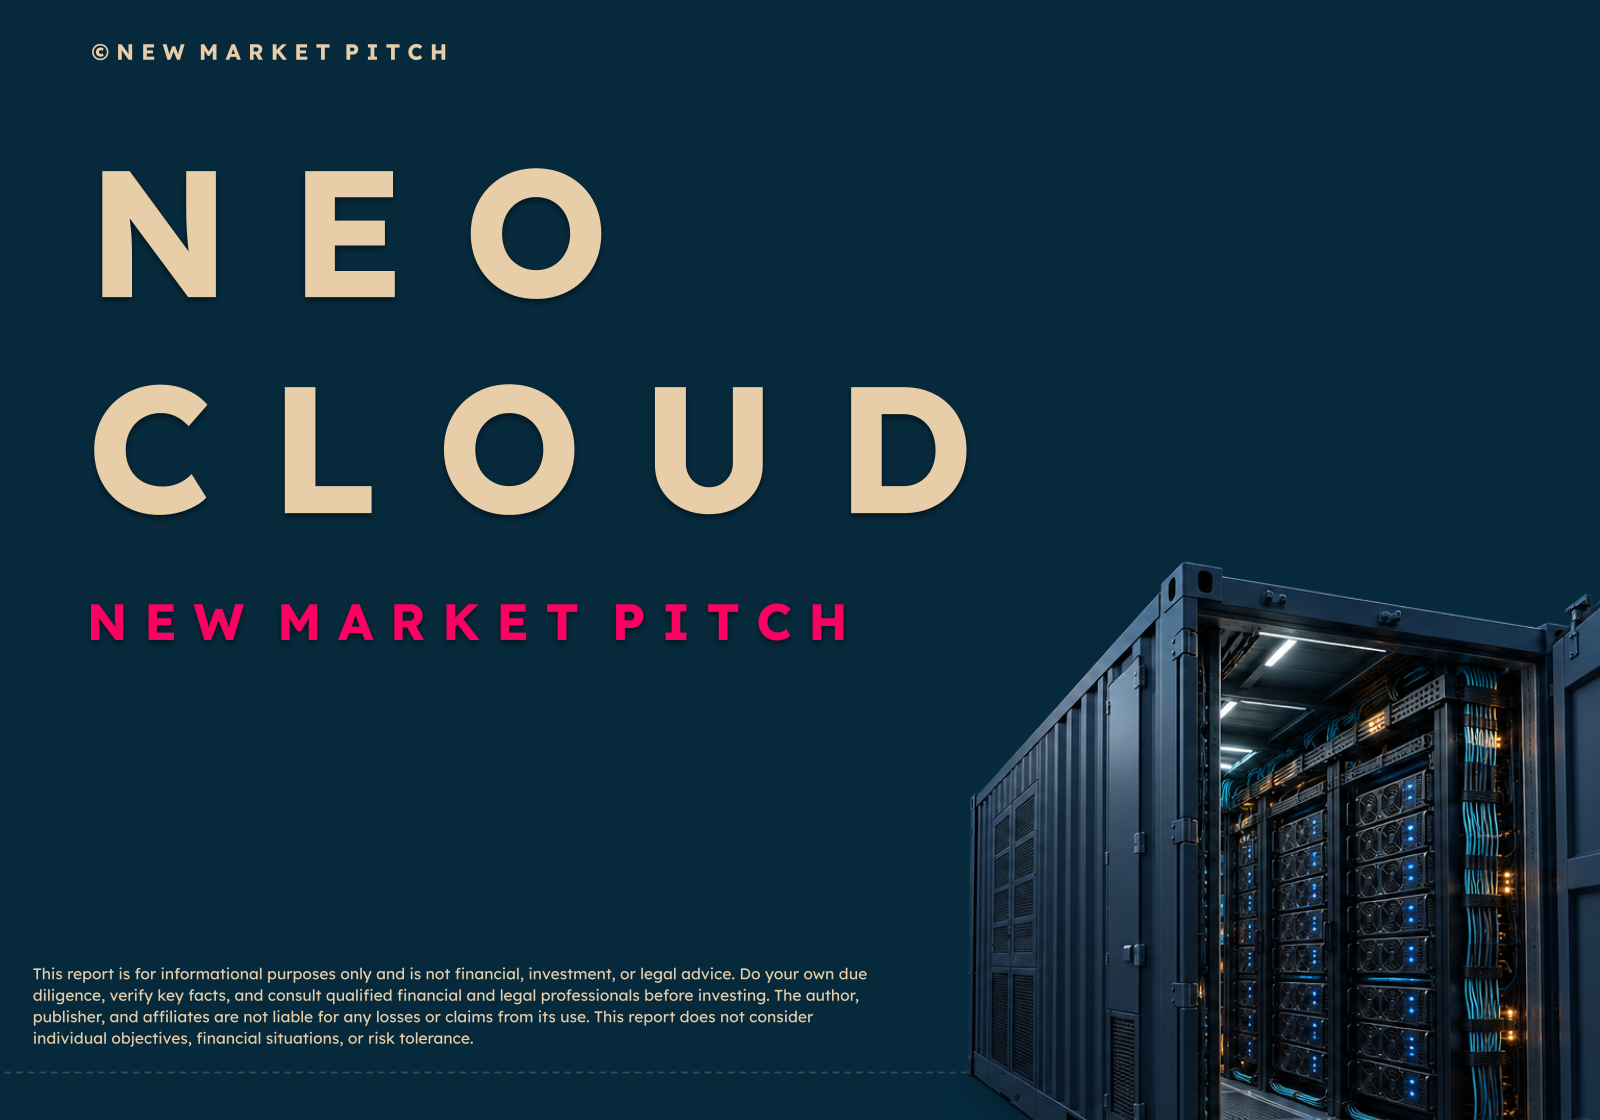 ©NEW MARKET PITCH
NEO
CLOUD
NEW MARKET PITCH
This report is for informational purposes only and is not financial, investment, or legal advice. Do your own due
diligence, verify key facts, and consult qualified financial and legal professionals before investing. The author,
publisher, and affiliates are not liable for any losses or claims from its use. This report does not consider
individual objectives, financial situations, or risk tolerance.